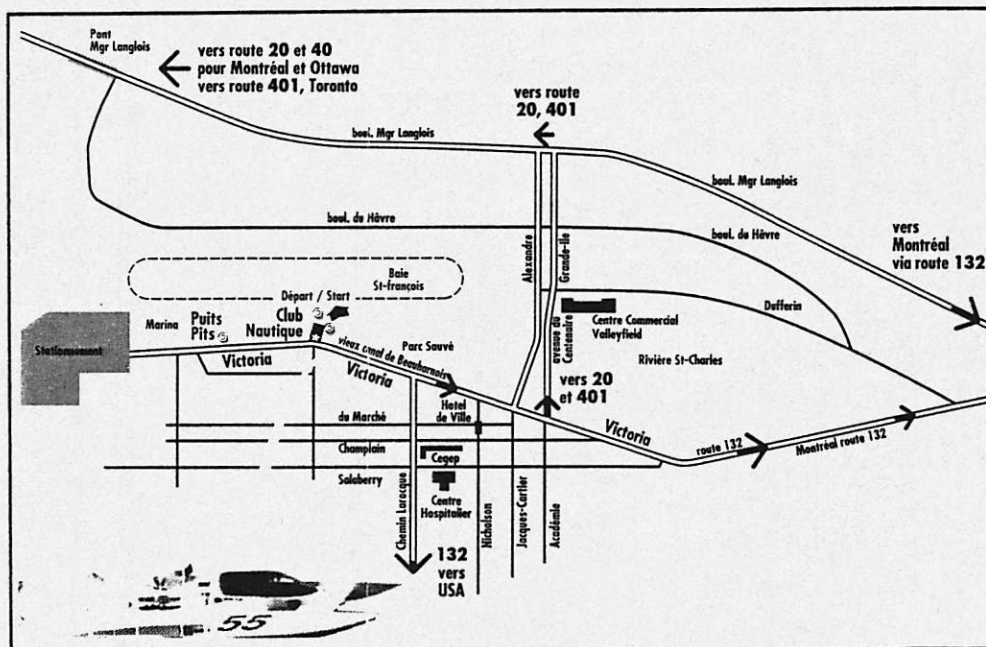 Pont
Mgr Langlois
vers route 20 et 40
pour Montréal et Ottawa
vers route 401, Toronto
vers route
20, 401
boul. Mgr Langlois
boul. Mgr Langlois
boul. du Hâvre
boul. du Hâvre
vers
Montréal
via route 132
Alexandre
Grande-Ile
Baie
St-françois
Départ / Start
Club
Nautique
Marina
Puits
Pits
Stationnement
Victoria
vieux canal de Beauharnois
Parc Sauvé
Victoria
avenue du
Centenaire
Centre Commercial
Valleyfield
Dufferin
Rivière St-Charles
vers 20
et 401
Hotel
de Ville
Victoria
route 132
Montréal route 132
du Marché
Champlain
Salaberry
Cegep
Centre
Hospitalier
Chemin Larocque
Nicholson
Jacques-Cartier
Académie
132
vers
USA
55